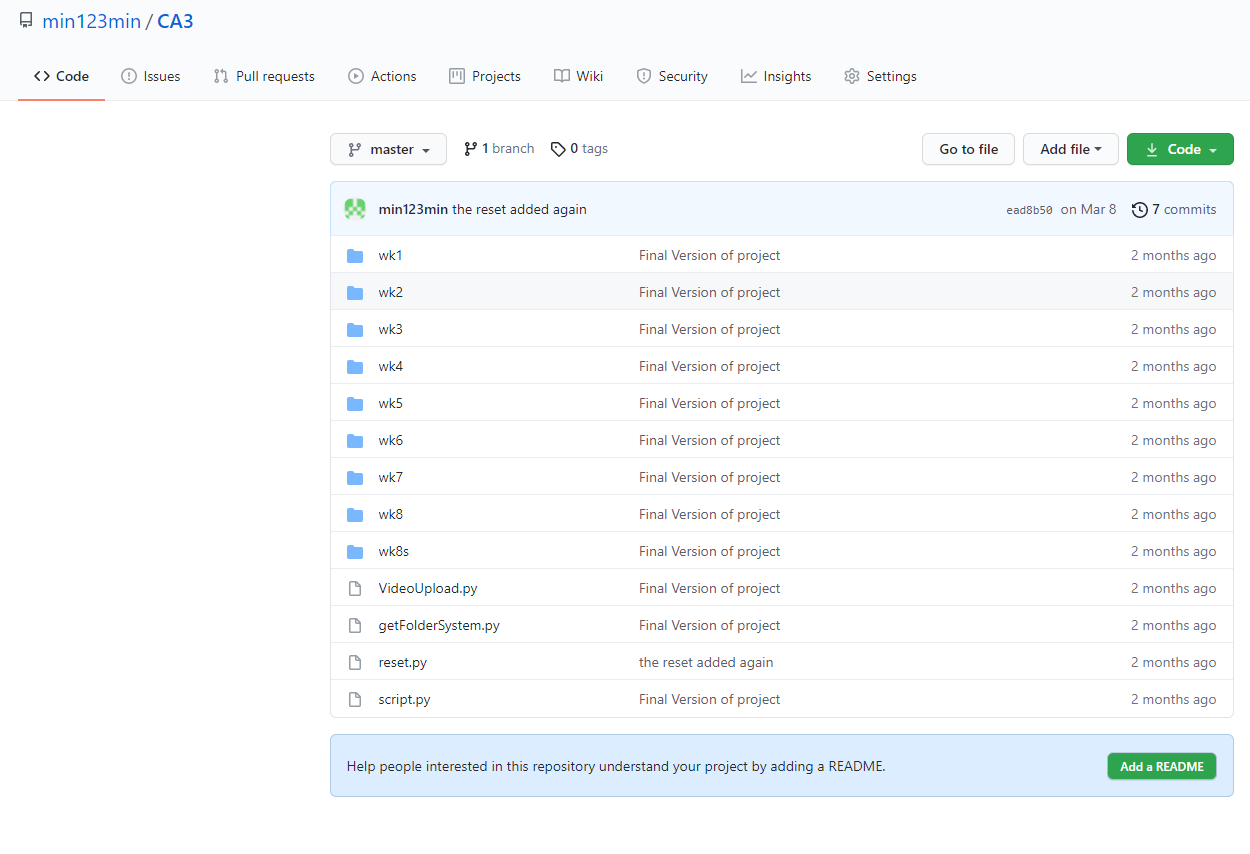 min123min / CA3
Code Issues Pull requests Actions Projects Wiki Security Insights Settings
master 1 branch 0 tags Go to file Add file Code
min123min the reset added again ead8b50 on Mar 8 7 commits
wk1 Final Version of project 2 months ago
wk2 Final Version of project 2 months ago
wk3 Final Version of project 2 months ago
wk4 Final Version of project 2 months ago
wk5 Final Version of project 2 months ago
wk6 Final Version of project 2 months ago
wk7 Final Version of project 2 months ago
wk8 Final Version of project 2 months ago
wk8s Final Version of project 2 months ago
VideoUpload.py Final Version of project 2 months ago
getFolderSystem.py Final Version of project 2 months ago
reset.py the reset added again 2 months ago
script.py Final Version of project 2 months ago
Help people interested in this repository understand your project by adding a README. Add a README